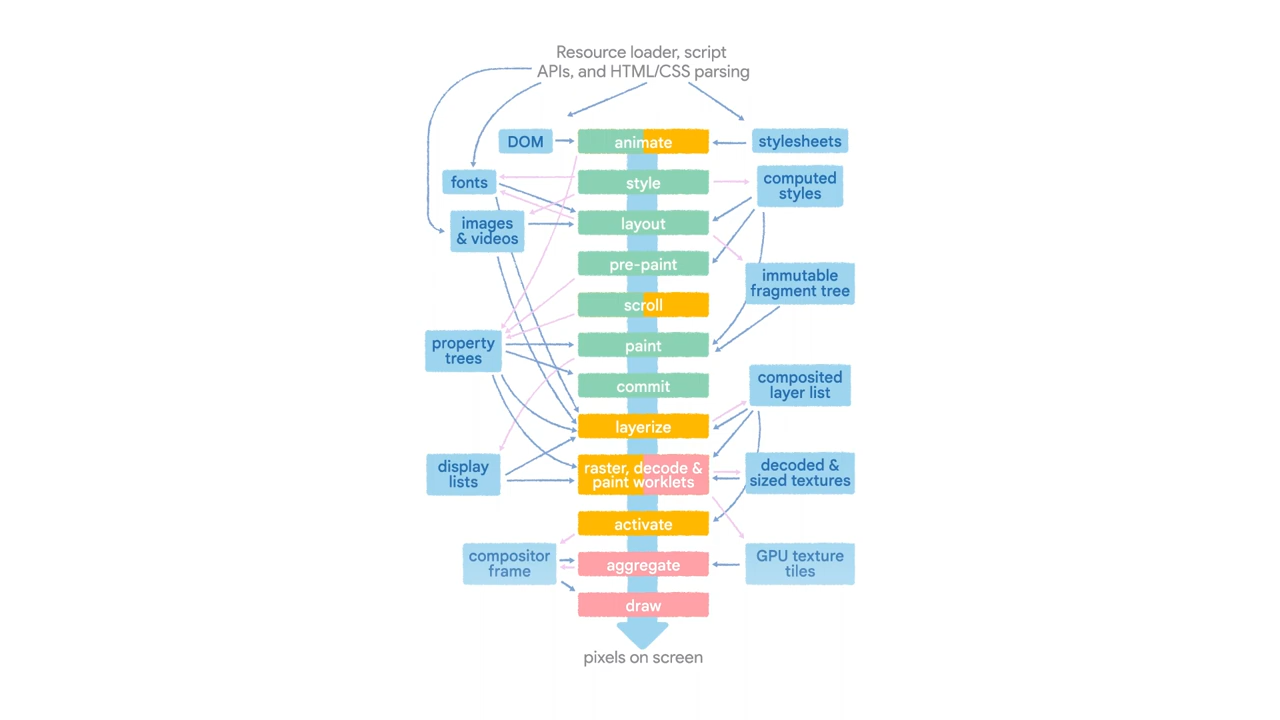 Resource loader, script
APIs, and HTML/CSS parsing
DOM
animate
stylesheets
fonts
style
computed
styles
images
& videos
layout
pre-paint
immutable
fragment tree
scroll
property
trees
paint
commit
composited
layer list
layerize
display
lists
raster, decode &
paint worklets
decoded &
sized textures
activate
compositor
frame
aggregate
GPU texture
tiles
draw
pixels on screen